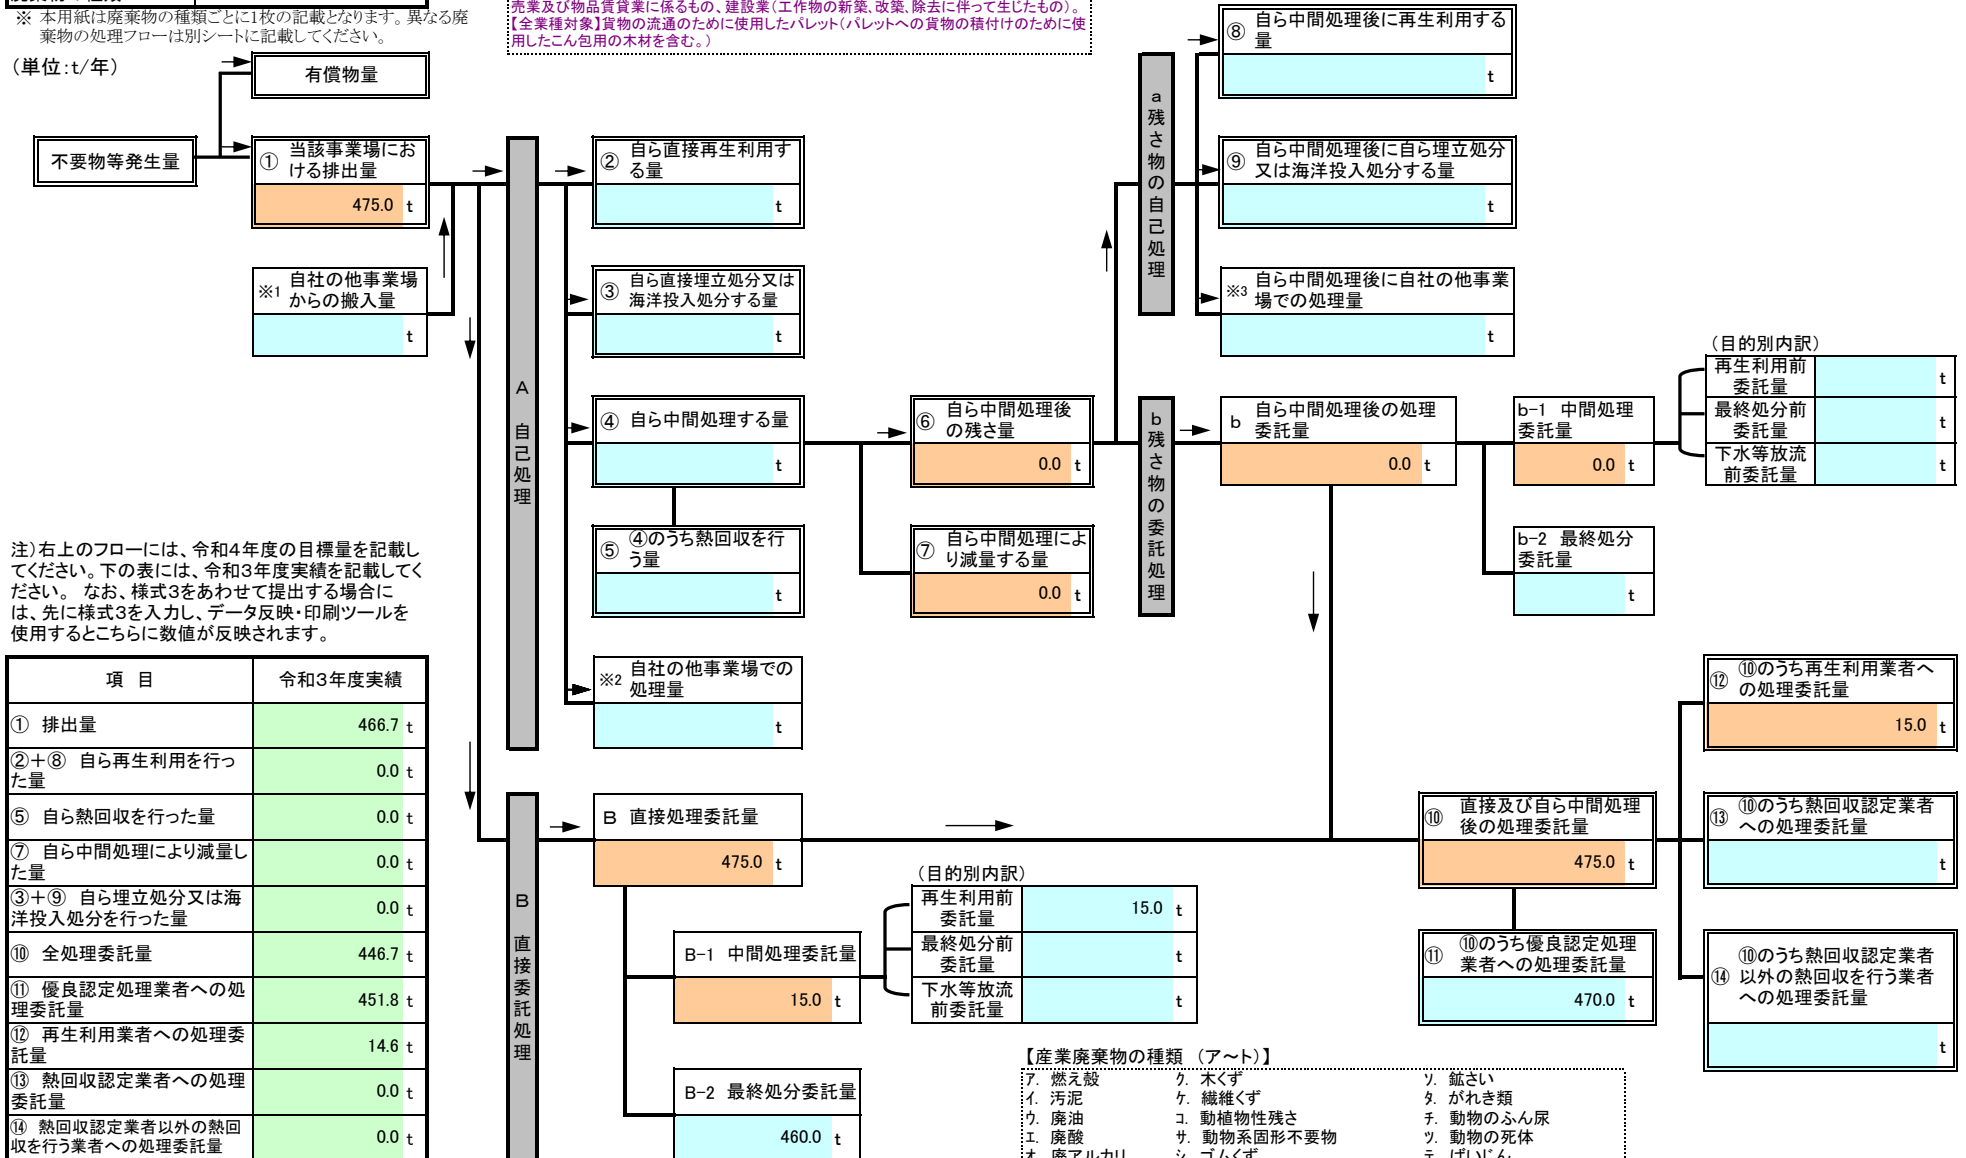 ※ 本用紙は廃棄物の種類ごとに1枚の記載となります。異なる廃
棄物の処理フローは別シートに記載してください。
売業及び物品賃貸業に係るもの、建設業(工作物の新築、改築、除去に伴って生じたもの)。
【全業種対象】貨物の流通のために使用したパレット(パレットへの貨物の積付けのために使
用したこん包用の木材を含む。)
(単位:t/年)
有償物量
不要物等発生量
① 当該事業場にお
ける排出量
475.0 t
※1 自社の他事業場
からの搬入量
t
A 自己処理
② 自ら直接再生利用す
る量
t
③ 自ら直接埋立処分又は
海洋投入処分する量
t
④ 自ら中間処理する量
t
⑤ ④のうち熱回収を行
う量
t
※2 自社の他事業場での
処理量
t
⑥ 自ら中間処理後
の残さ量
0.0 t
⑦ 自ら中間処理によ
り減量する量
0.0 t
a 残さ物の自己処理
⑧ 自ら中間処理後に再生利用する
量
t
⑨ 自ら中間処理後に自ら埋立処分
又は海洋投入処分する量
t
※3 自ら中間処理後に自社の他事業
場での処理量
t
b 残さ物の委託処理
b 自ら中間処理後の処理
委託量
0.0 t
b-1 中間処理
委託量
0.0 t
(目的別内訳)
再生利用前
委託量
t
最終処分前
委託量
t
下水等放流
前委託量
t
b-2 最終処分
委託量
t
注)右上のフローには、令和4年度の目標量を記載し
てください。下の表には、令和3年度実績を記載してく
ださい。 なお、様式3をあわせて提出する場合に
は、先に様式3を入力し、データ反映・印刷ツールを
使用するとこちらに数値が反映されます。
項 目 令和3年度実績
① 排出量 466.7 t
②+⑧ 自ら再生利用を行っ
た量 0.0 t
⑤ 自ら熱回収を行った量 0.0 t
⑦ 自ら中間処理により減量し
た量 0.0 t
③+⑨ 自ら埋立処分又は海
洋投入処分を行った量 0.0 t
⑩ 全処理委託量 446.7 t
⑪ 優良認定処理業者への処
理委託量 451.8 t
⑫ 再生利用業者への処理委
託量 14.6 t
⑬ 熱回収認定業者への処理
委託量 0.0 t
⑭ 熱回収認定業者以外の熱回
収を行う業者への処理委託量 0.0 t
B 直接委託処理
B 直接処理委託量
475.0 t
B-1 中間処理委託量
15.0 t
(目的別内訳)
再生利用前
委託量
15.0 t
最終処分前
委託量
t
下水等放流
前委託量
t
B-2 最終処分委託量
460.0 t
⑩ 直接及び自ら中間処理
後の処理委託量
475.0 t
⑪ ⑩のうち優良認定処理
業者への処理委託量
470.0 t
⑫ ⑩のうち再生利用業者へ
の処理委託量
15.0 t
⑬ ⑩のうち熱回収認定業者
への処理委託量
t
⑭ ⑩のうち熱回収認定業者
以外の熱回収を行う業者
への処理委託量
t
【産業廃棄物の種類 (ア~ト)】
ア. 燃え殻 ク. 木くず ソ. 鉱さい
イ. 汚泥 ケ. 繊維くず タ. がれき類
ウ. 廃油 コ. 動植物性残さ チ. 動物のふん尿
エ. 廃酸 サ. 動物系固形不要物 ツ. 動物の死体
オ. 廃アルカリ シ. ゴムくず テ. ばいじん